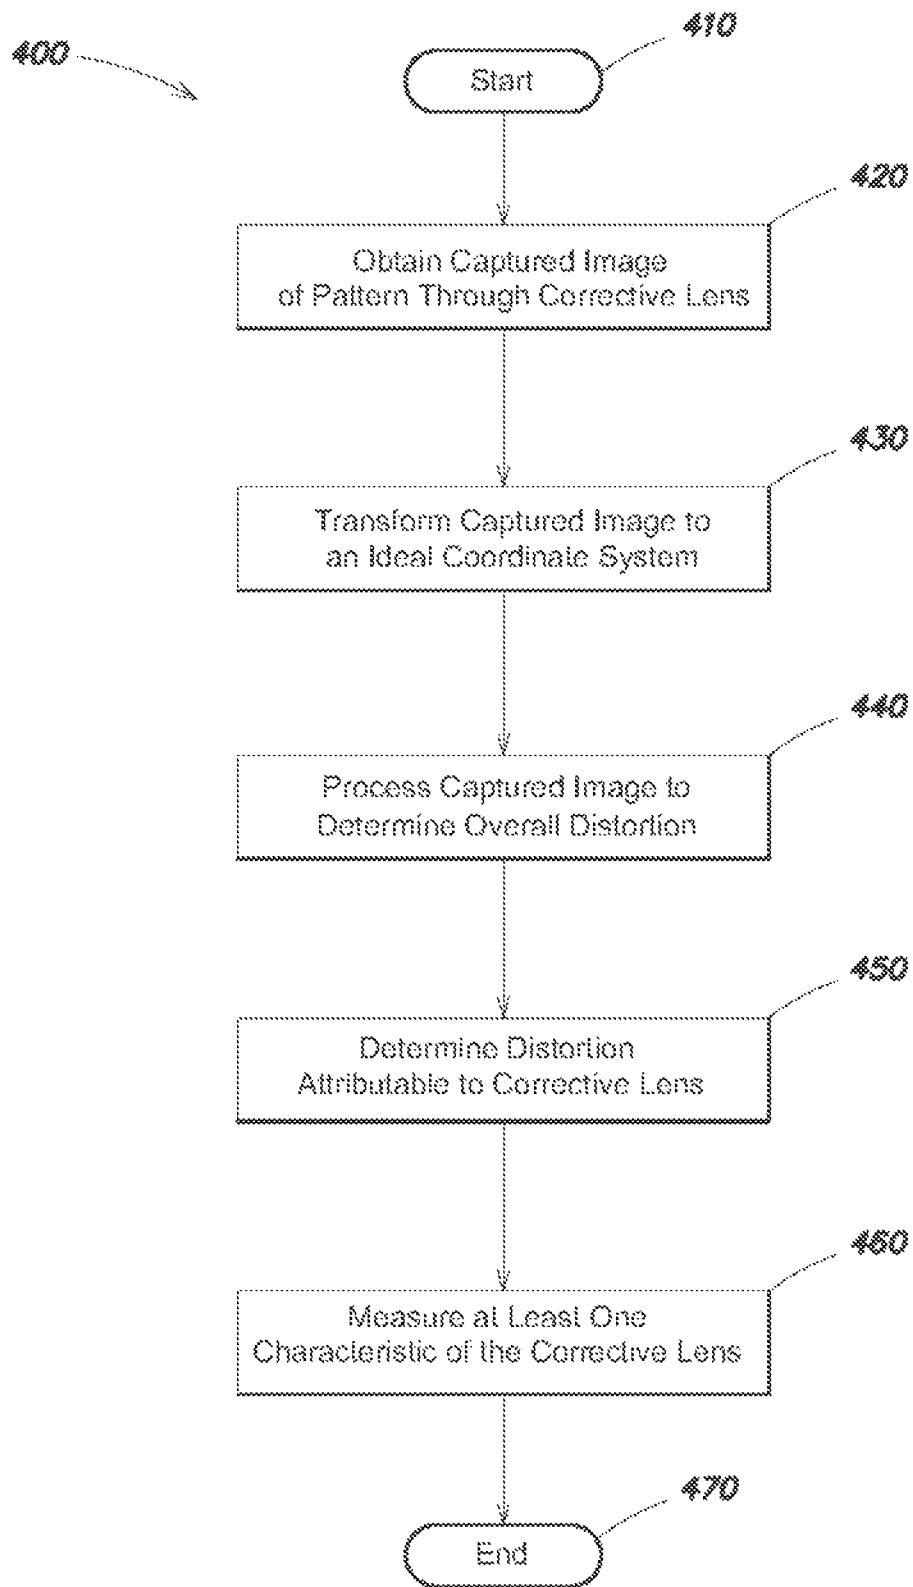 400
410
Start
420
Obtain Captured Image
of Pattern Through Corrective Lens
430
Transform Captured Image to
an Ideal Coordinate System
440
Process Captured Image to
Determine Overall Distortion
450
Determine Distortion
Attributable to Corrective Lens
460
Measure at Least One
Characteristic of the Corrective Lens
470
End